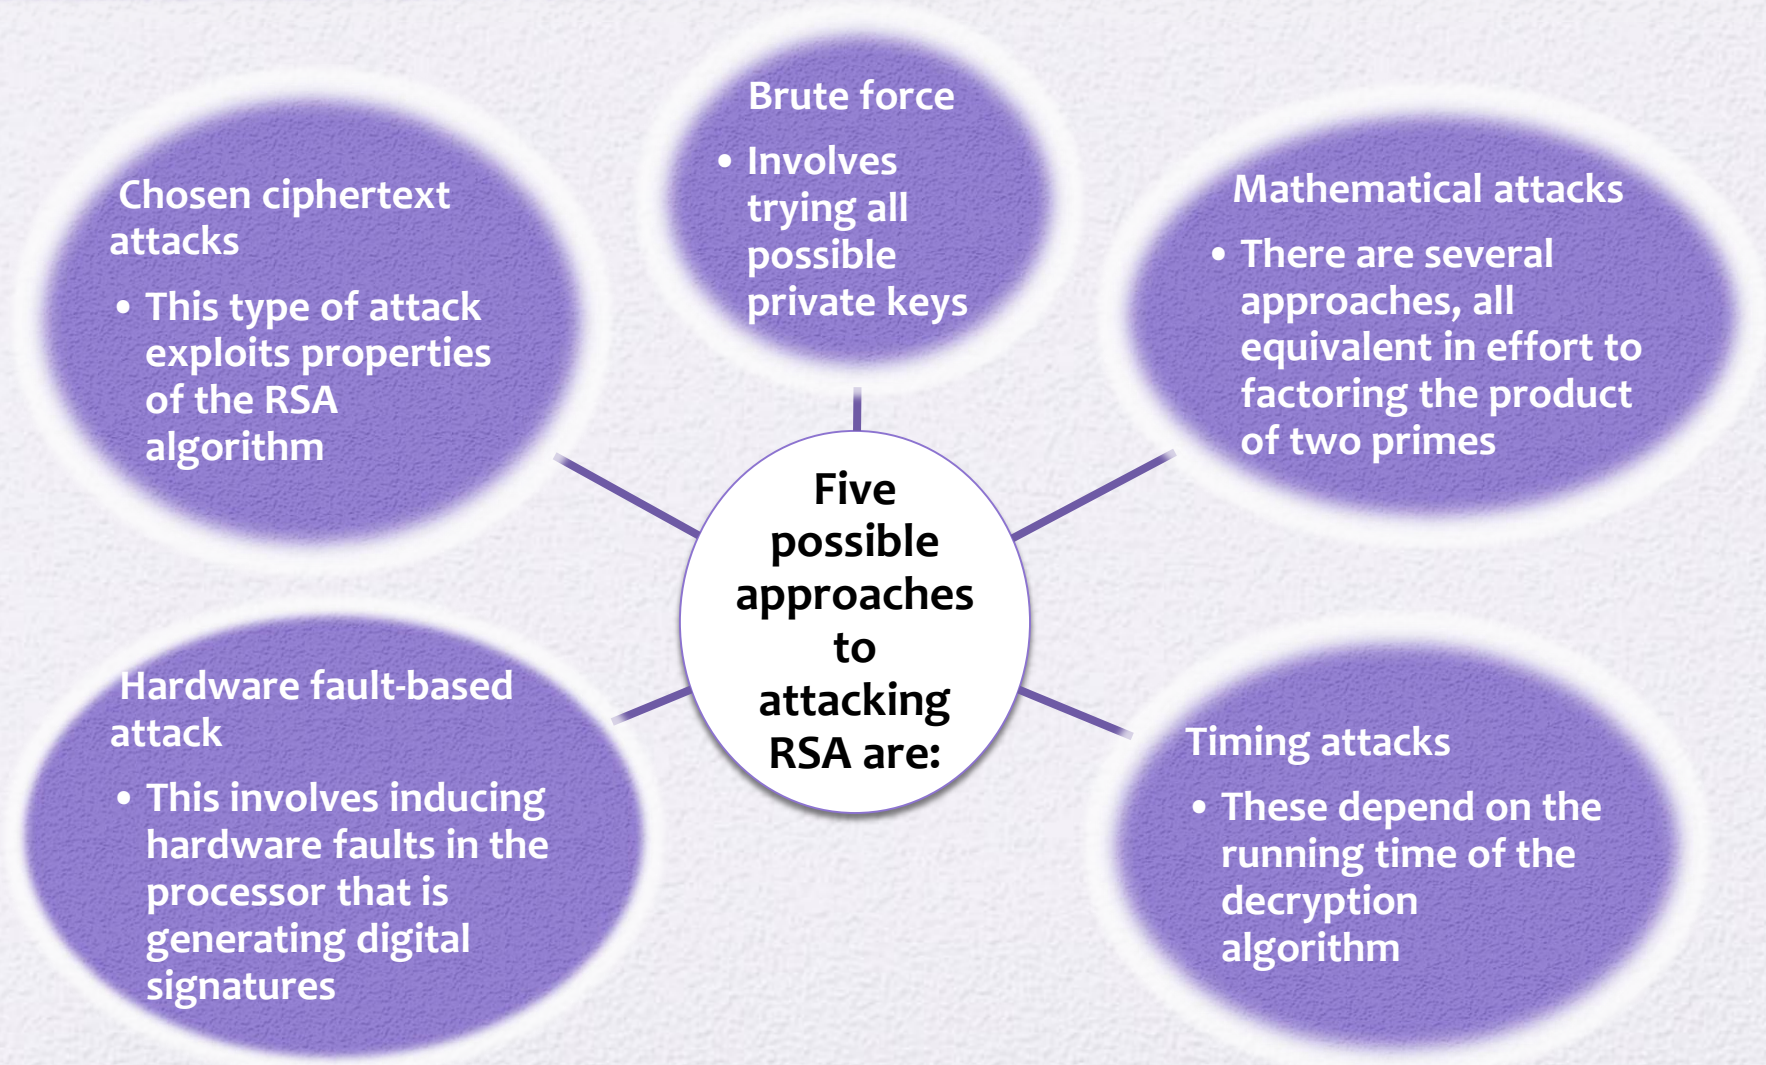 Five
possible
approaches
to
attacking
RSA are:
Brute force
• Involves
trying all
possible
private keys
Mathematical attacks
• There are several
approaches, all
equivalent in effort to
factoring the product
of two primes
Timing attacks
• These depend on the
running time of the
decryption
algorithm
Hardware fault-based
attack
• This involves inducing
hardware faults in the
processor that is
generating digital
signatures
Chosen ciphertext
attacks
• This type of attack
exploits properties
of the RSA
algorithm